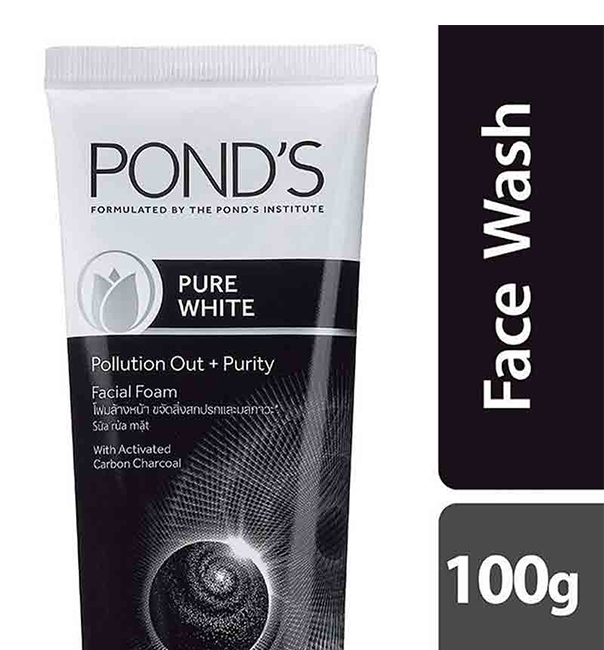 POND'S
FORMULATED BY THE POND'S INSTITUTE
PURE
WHITE
Pollution Out + Purity
Facial Foam
โฟมล้างหน้า ขจัดสิ่งสกปรกและมลภาวะ*
Sữa rửa mặt
With Activated
Carbon Charcoal
Face Wash
100g